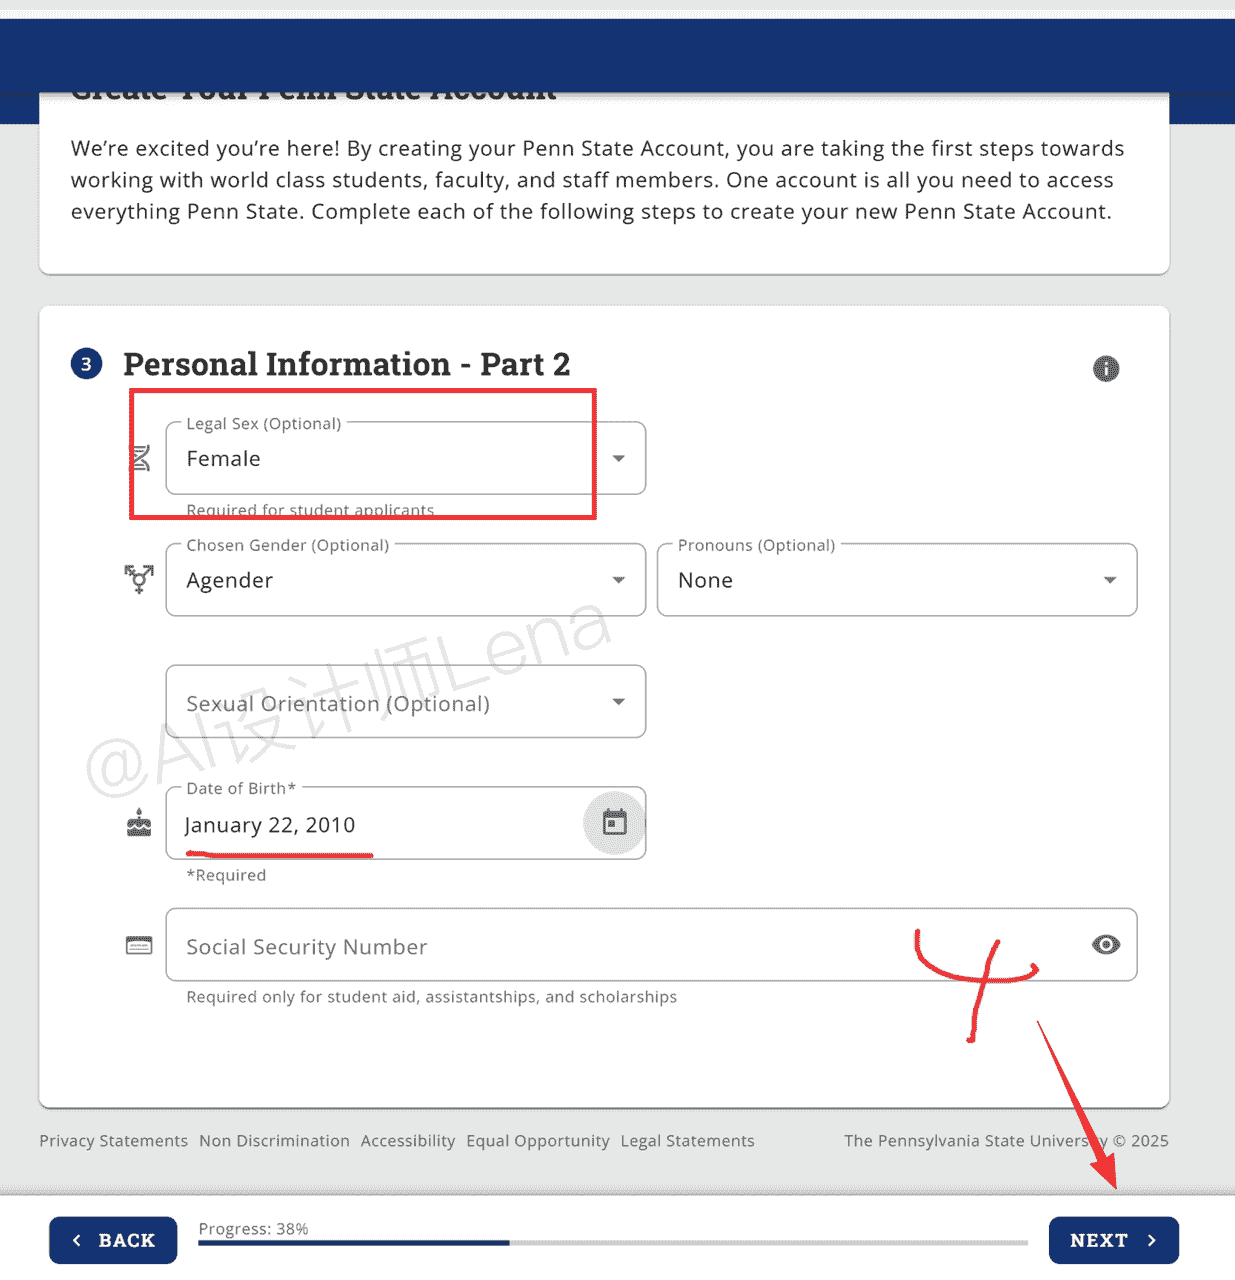 Create Your Penn State Account
We’re excited you’re here! By creating your Penn State Account, you are taking the first steps towards
working with world class students, faculty, and staff members. One account is all you need to access
everything Penn State. Complete each of the following steps to create your new Penn State Account.
3 Personal Information - Part 2
Legal Sex (Optional)
Female
Required for student applicants
Chosen Gender (Optional) Pronouns (Optional)
Agender None
Sexual Orientation (Optional)
@AI设计师Lena
Date of Birth*
January 22, 2010
*Required
Social Security Number
Required only for student aid, assistantships, and scholarships
Privacy Statements Non Discrimination Accessibility Equal Opportunity Legal Statements The Pennsylvania State University © 2025
Progress: 38%
BACK NEXT